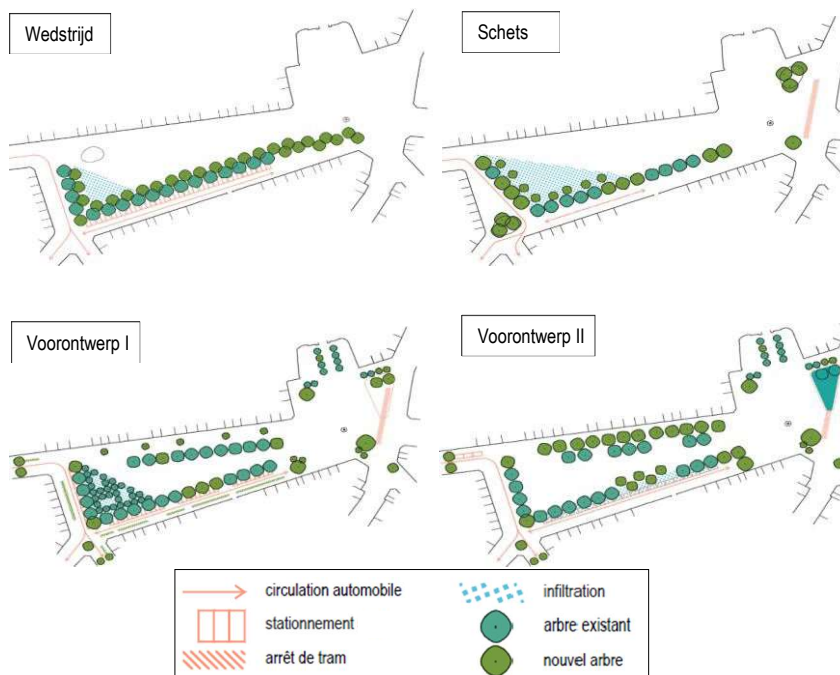 Wedstrijd
Schets
Voorontwerp I
Voorontwerp II
circulation automobile
infiltration
stationnement
arbre existant
arrêt de tram
nouvel arbre